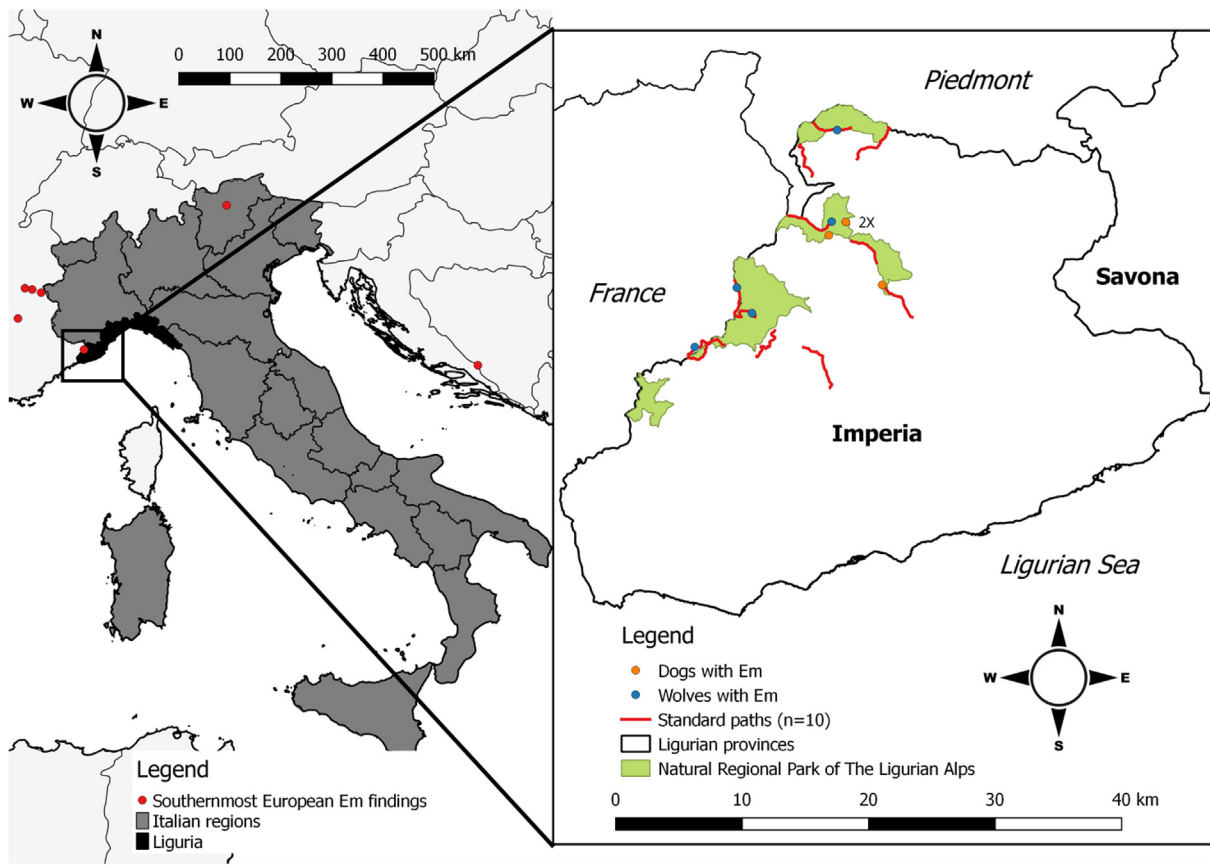 N
W
E
S
0 100 200 300 400 500 km
Legend
Southernmost European Em findings
Italian regions
Liguria
Piedmont
2X
France
Savona
Imperia
Ligurian Sea
Legend
Dogs with Em
Wolves with Em
Standard paths (n=10)
Ligurian provinces
Natural Regional Park of The Ligurian Alps
N
W
E
S
0 10 20 30 40 km